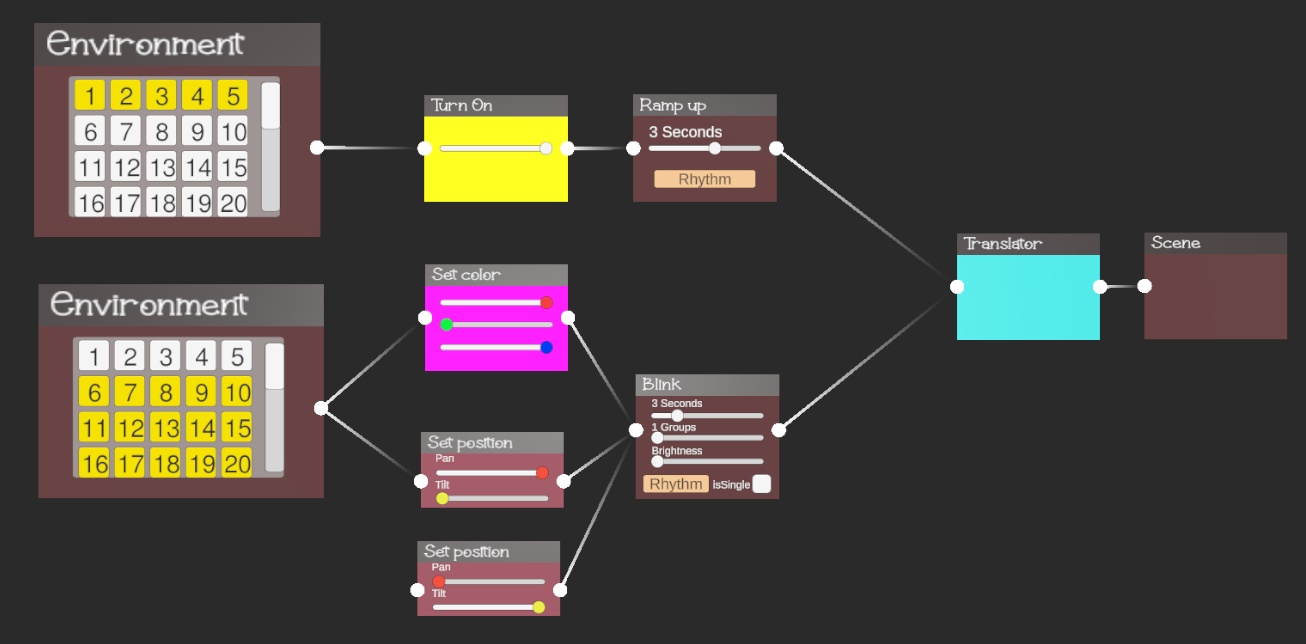 Environment
1 2 3 4 5
6 7 8 9 10
11 12 13 14 15
16 17 18 19 20
Turn On
Ramp up
3 Seconds
Rhythm
Environment
1 2 3 4 5
6 7 8 9 10
11 12 13 14 15
16 17 18 19 20
Set color
Set position
Pan
Tilt
Set position
Pan
Tilt
Blink
3 Seconds
1 Groups
Brightness
Rhythm isSingle
Translator
Scene